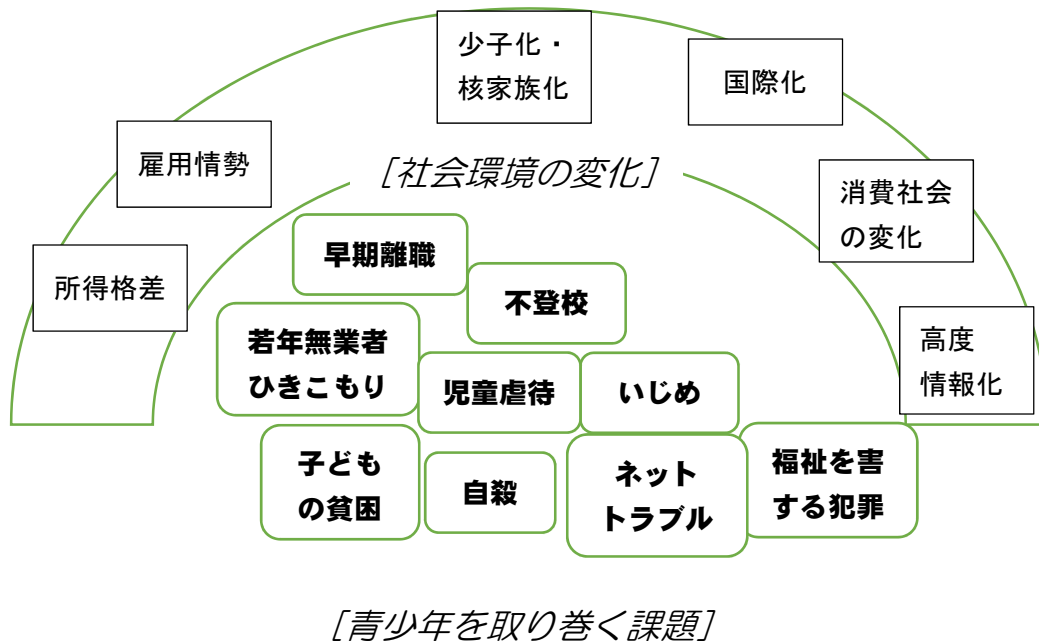 少子化・
核家族化
国際化
雇用情勢
[社会環境の変化]
消費社会
の変化
所得格差
高度
情報化
早期離職
不登校
若年無業者
ひきこもり
児童虐待
いじめ
子ども
の貧困
自殺
ネット
トラブル
福祉を害
する犯罪
[青少年を取り巻く課題]